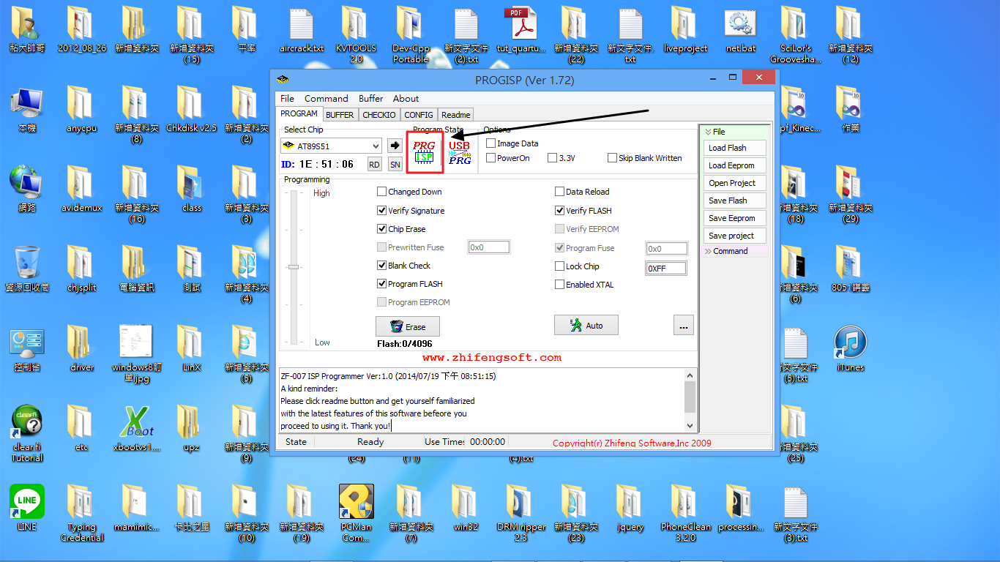 粘大帥哥
2012_08_26
新增資料夾
新增資料夾
(15)
平率
aircrack.txt
KVTOOLS
2.0
Dev-Cpp
Portable
新文字文件
(2).txt
tut_quartu...
新增資料夾
(22)
新文字文件.
txt
liveproject
net.bat
SciLor's
Groovesha...
新增資料夾
(12)
PROGISP (Ver 1.72)
File Command Buffer About
PROGRAM BUFFER CHECKIO CONFIG Readme
Select Chip
AT89S51
ID: 1E : 51 : 06 RD SN
Program State
PRG
ISP
USB
PRG
Options
Image Data
PowerOn 3.3V Skip Blank Written
Programming
High
Low
Changed Down
Data Reload
Verify Signature
Verify FLASH
Chip Erase
Verify EEPROM
Prewritten Fuse 0x0
Program Fuse 0x0
Blank Check
Lock Chip 0XFF
Program FLASH
Enabled XTAL
Program EEPROM
Erase
Auto
...
Flash:0/4096
www.zhifengsoft.com
ZF-007 ISP Programmer Ver:1.0 (2014/07/19 下午 08:51:15)
A kind reminder:
Please click readme button and get yourself familiarized
with the latest features of this software befeore you
proceed to using it. Thank you!
State Ready Use Times 00:00:00 Copyright(r) Zhifeng Software,Inc 2009
File
Load Flash
Load Eeprom
Open Project
Save Flash
Save Eeprom
Save project
Command
本機
anycpu
新增資料夾
(8)
Chkdisk v2.5
新增資料夾
(2)
pf_Kinec...
作業
網路
avidemux
新增資料夾
(16)
class
新增資料夾
(3)
新增資料夾
(18)
新增資料夾
(29)
資源回收筒
chjsplit
電腦資訊
測試
新增資料夾
(4)
新增資料夾
(6)
8051講義
控制台
driver
windows8訂
單.jpg
LinX
新增資料夾
(5)
新文字文件
(5).txt
iTunes
clear.fi
clear.fi
Tutorial
etc
XBoot
xbootvs1....
upz
新增資料夾
(9)
(24)
(11)
(4).txt
新增資料夾
(25)
LINE
LINE
Typing
Credential
mamimic...
卡比之星
新增資料夾
(10)
新增資料夾
(19)
PCMan
Com...
新增資料夾
(7)
win32
DRM ripper
2.3
新增資料夾
(23)
jquery
PhoneClean
3.2.0
processin...
新文字文件
(3).txt